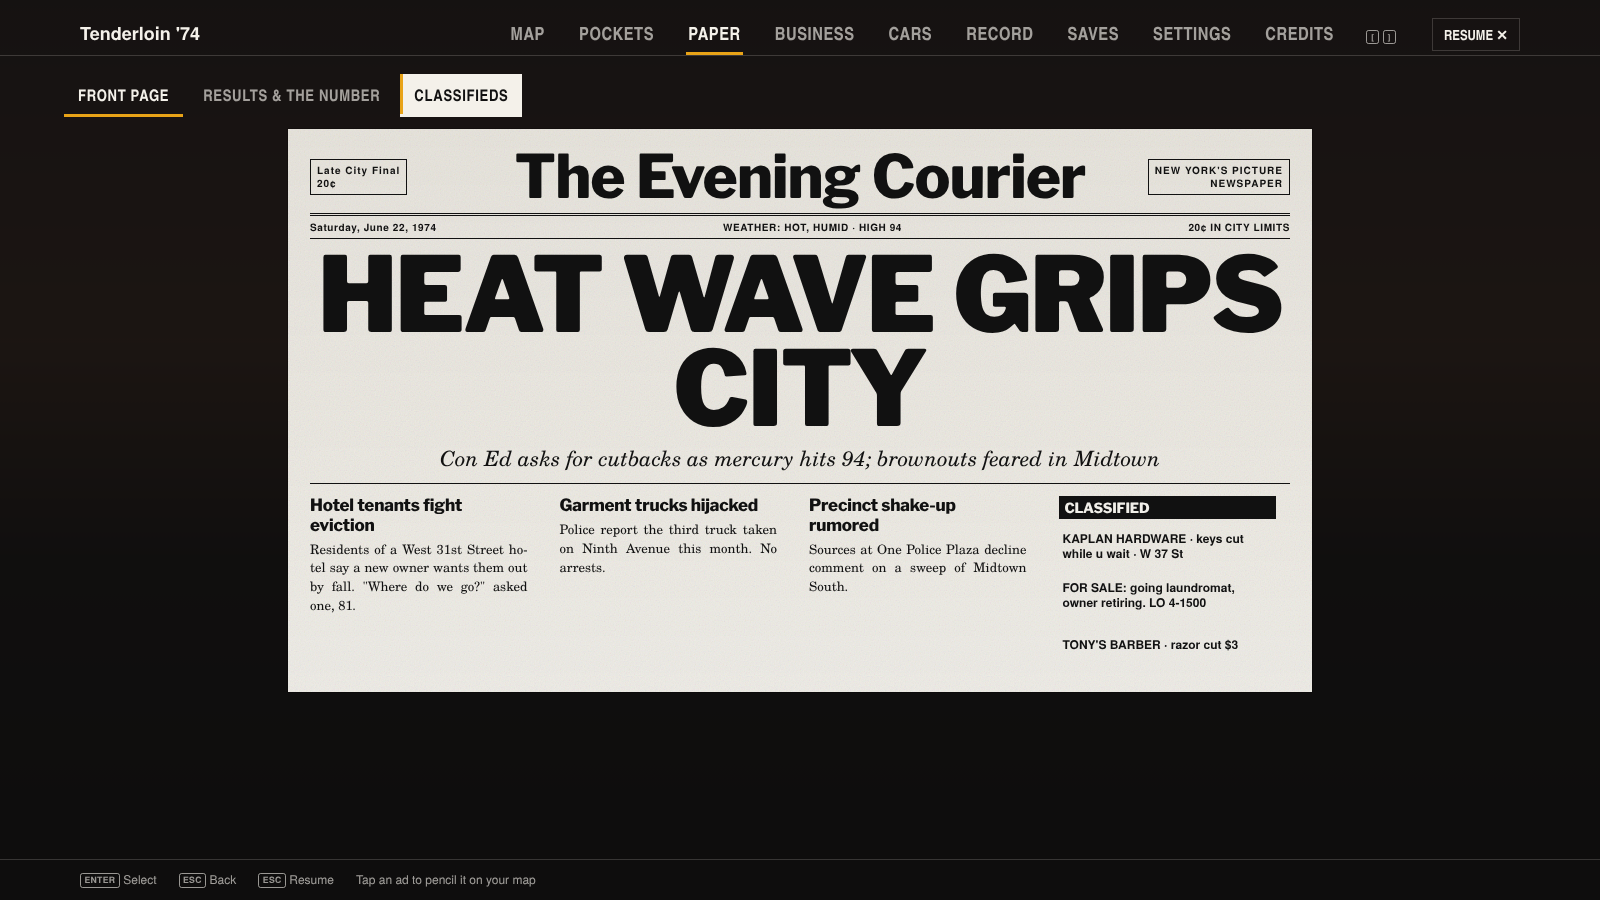 Tenderloin '74
MAP POCKETS PAPER BUSINESS CARS RECORD SAVES SETTINGS CREDITS [ ] RESUME ✕
FRONT PAGE RESULTS & THE NUMBER CLASSIFIEDS
Late City Final
20¢
The Evening Courier
NEW YORK'S PICTURE
NEWSPAPER
Saturday, June 22, 1974 WEATHER: HOT, HUMID · HIGH 94 20¢ IN CITY LIMITS
HEAT WAVE GRIPS
CITY
Con Ed asks for cutbacks as mercury hits 94; brownouts feared in Midtown
Hotel tenants fight
eviction
Residents of a West 31st Street ho-
tel say a new owner wants them out
by fall. "Where do we go?" asked
one, 81.
Garment trucks hijacked
Police report the third truck taken
on Ninth Avenue this month. No
arrests.
Precinct shake-up
rumored
Sources at One Police Plaza decline
comment on a sweep of Midtown
South.
CLASSIFIED
KAPLAN HARDWARE · keys cut
while u wait · W 37 St
FOR SALE: going laundromat,
owner retiring. LO 4-1500
TONY'S BARBER · razor cut $3
ENTER Select ESC Back ESC Resume Tap an ad to pencil it on your map